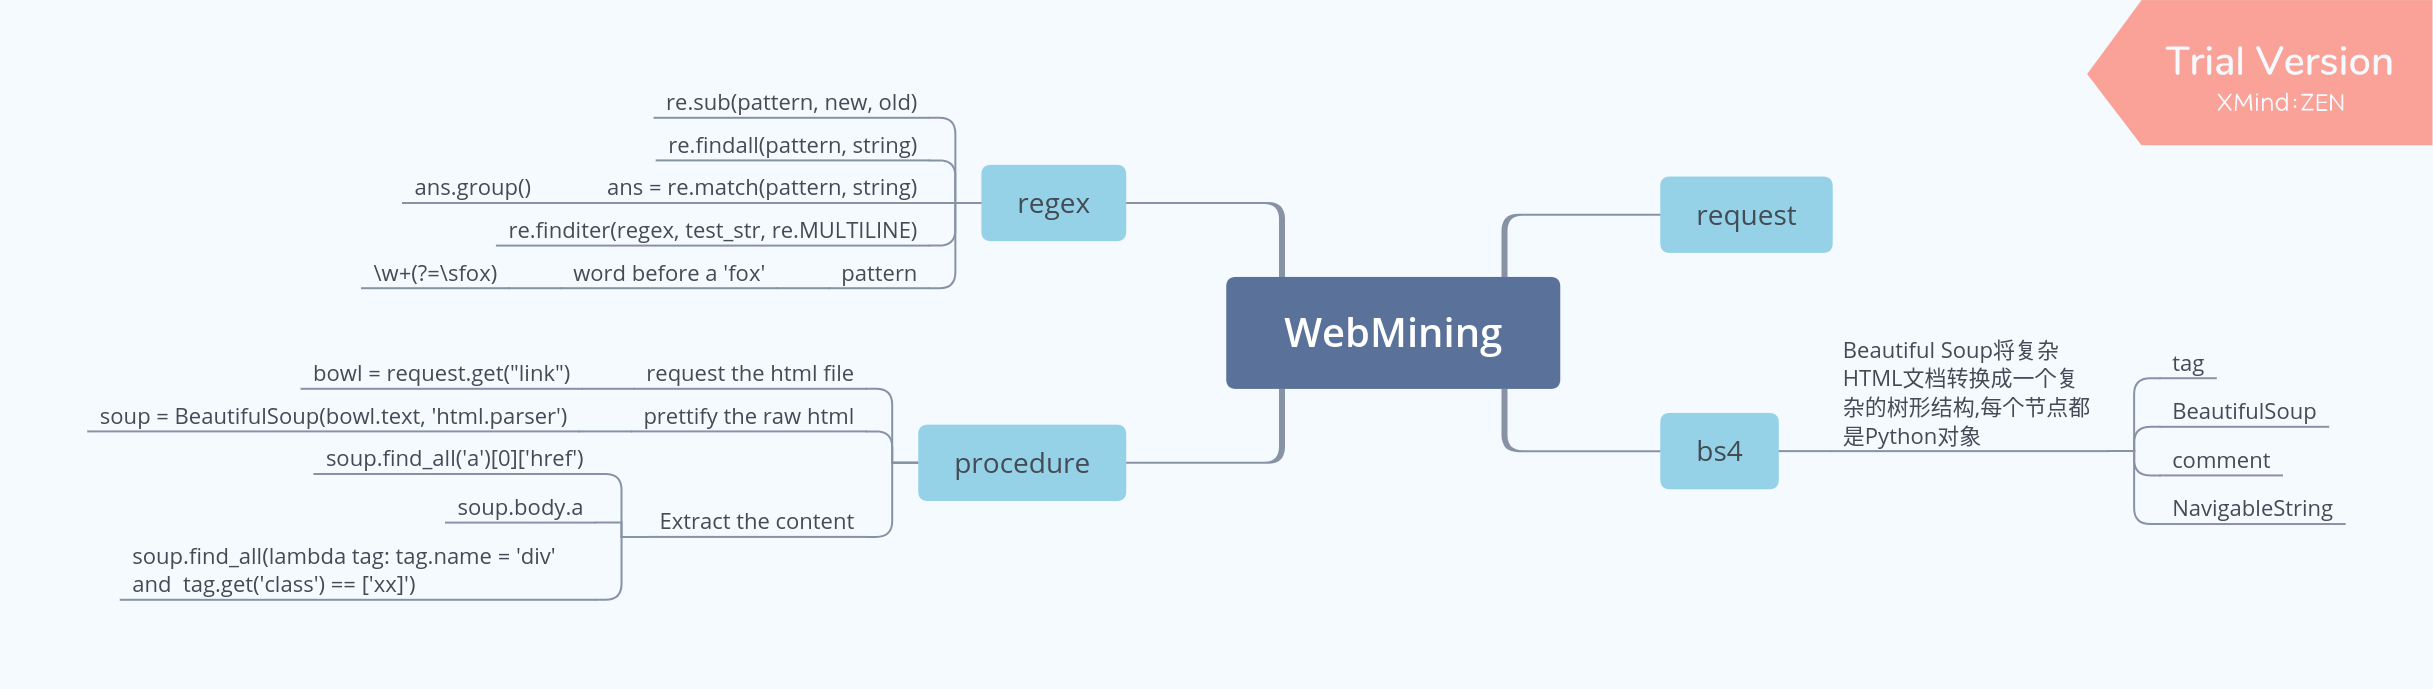 Trial Version
XMind:ZEN
WebMining
regex
re.sub(pattern, new, old)
re.findall(pattern, string)
ans = re.match(pattern, string)
ans.group()
re.finditer(regex, test_str, re.MULTILINE)
pattern
word before a 'fox'
\w+(?=\sfox)
procedure
request the html file
bowl = request.get("link")
prettify the raw html
soup = BeautifulSoup(bowl.text, 'html.parser')
Extract the content
soup.find_all('a')[0]['href')
soup.body.a
soup.find_all(lambda tag: tag.name = 'div'
and  tag.get('class') == ['xx]')
request
bs4
Beautiful Soup将复杂
HTML文档转换成一个复
杂的树形结构,每个节点都
是Python对象
tag
BeautifulSoup
comment
NavigableString